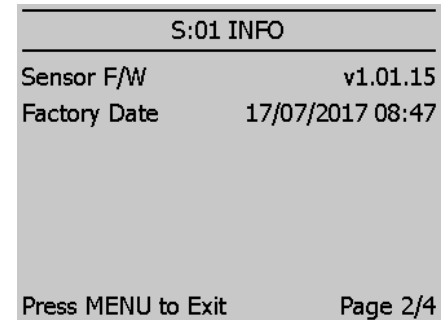 S:01 INFO
Sensor F/W v1.01.15
Factory Date 17/07/2017 08:47
Press MENU to Exit Page 2/4